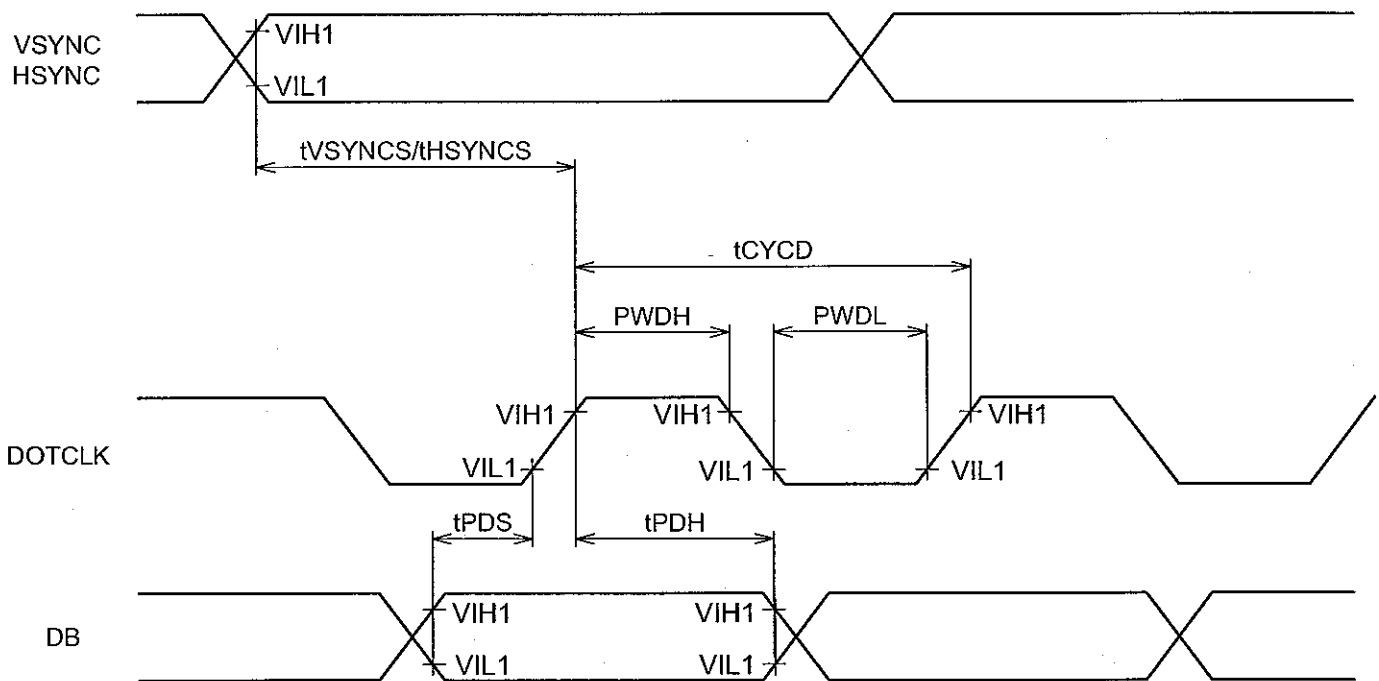 VSYNC
HSYNC
VIH1
VIL1
tVSYNCS/tHSYNCS
tCYCD
PWDH
PWDL
DOTCLK
VIH1
VIH1
VIH1
VIL1
VIL1
VIL1
tPDS
tPDH
DB
VIH1
VIH1
VIL1
VIL1